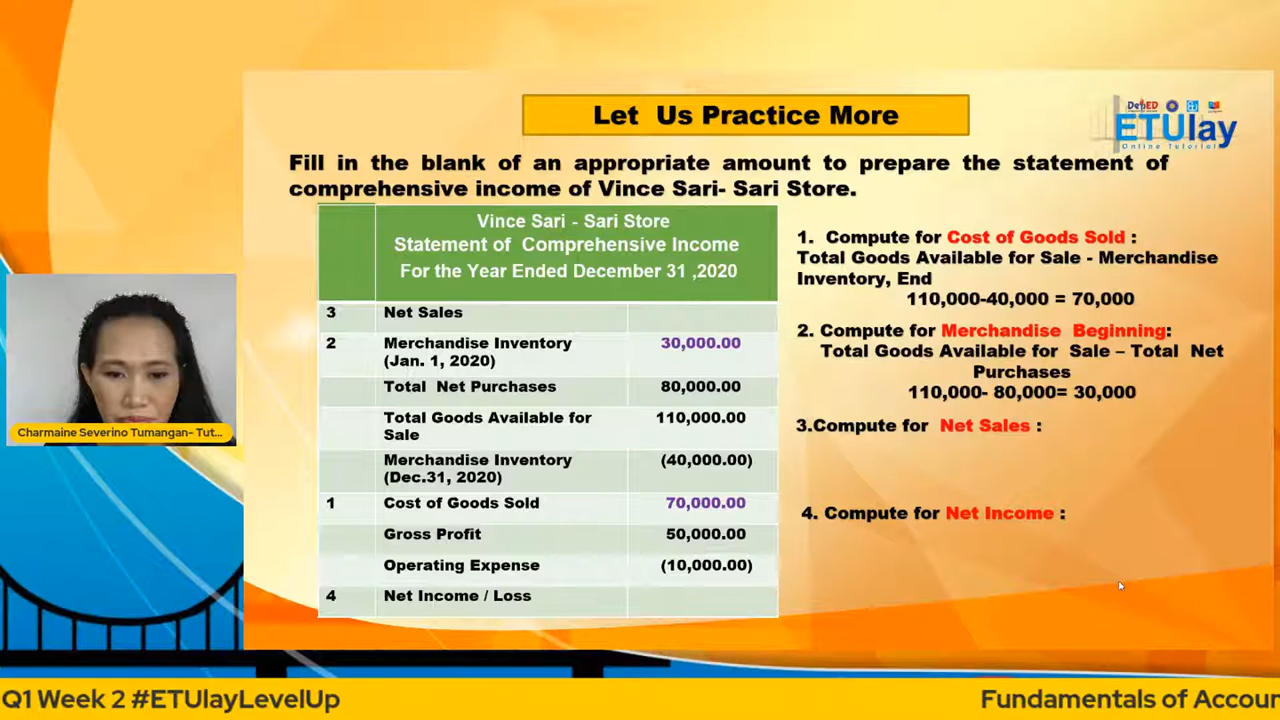 Let Us Practice More
DepED
ETUlay
Online Tutorial
Fill in the blank of an appropriate amount to prepare the statement of
comprehensive income of Vince Sari- Sari Store.
Vince Sari - Sari Store
Statement of Comprehensive Income
For the Year Ended December 31 ,2020
3 Net Sales
2 Merchandise Inventory 30,000.00
(Jan. 1, 2020)
Total Net Purchases 80,000.00
Total Goods Available for 110,000.00
Sale
Merchandise Inventory (40,000.00)
(Dec.31, 2020)
1 Cost of Goods Sold 70,000.00
Gross Profit 50,000.00
Operating Expense (10,000.00)
4 Net Income / Loss
1. Compute for Cost of Goods Sold :
Total Goods Available for Sale - Merchandise
Inventory, End
110,000-40,000 = 70,000
2. Compute for Merchandise Beginning:
Total Goods Available for Sale – Total Net
Purchases
110,000- 80,000= 30,000
3.Compute for Net Sales :
4. Compute for Net Income :
Charmaine Severino Tumangan- Tut...
Q1 Week 2 #ETUlayLevelUp
Fundamentals of Accoun